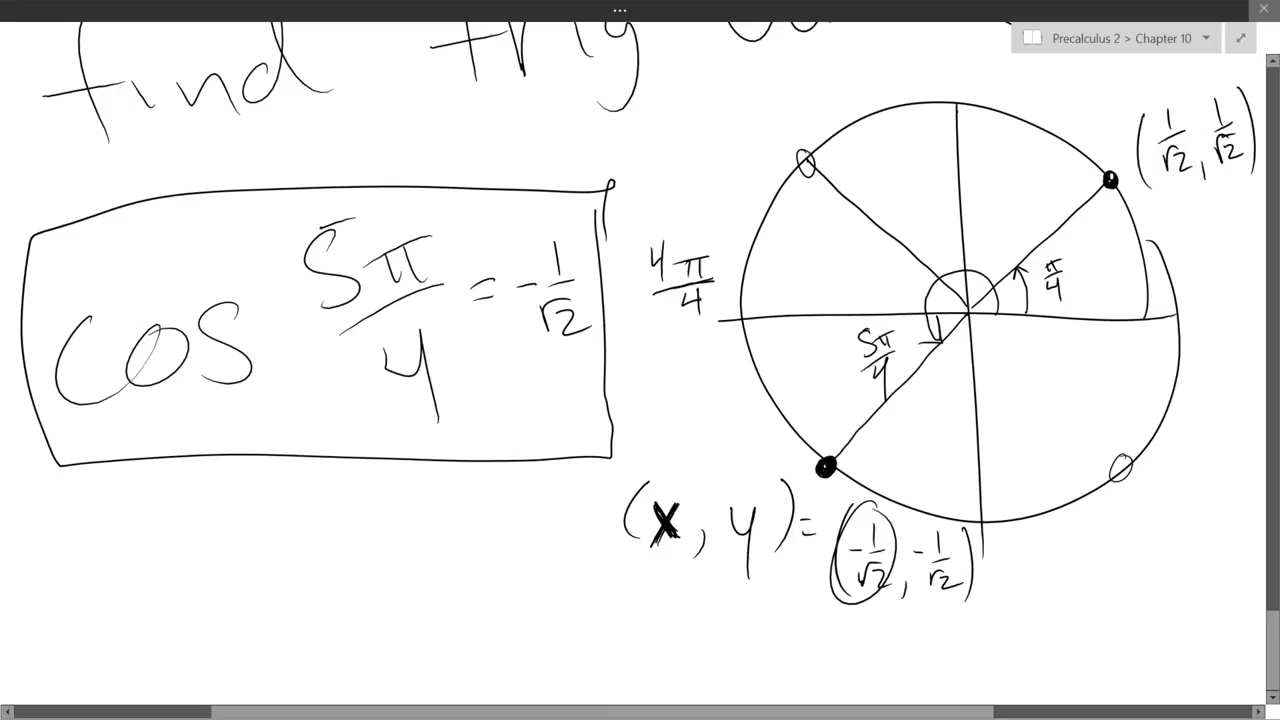 Precalculus 2 > Chapter 10
find trig
cos 5π/4 = -1/√2
(1/√2, 1/√2)
π/4
4π/4
5π/4
(x, y) = (-1/√2, -1/√2)